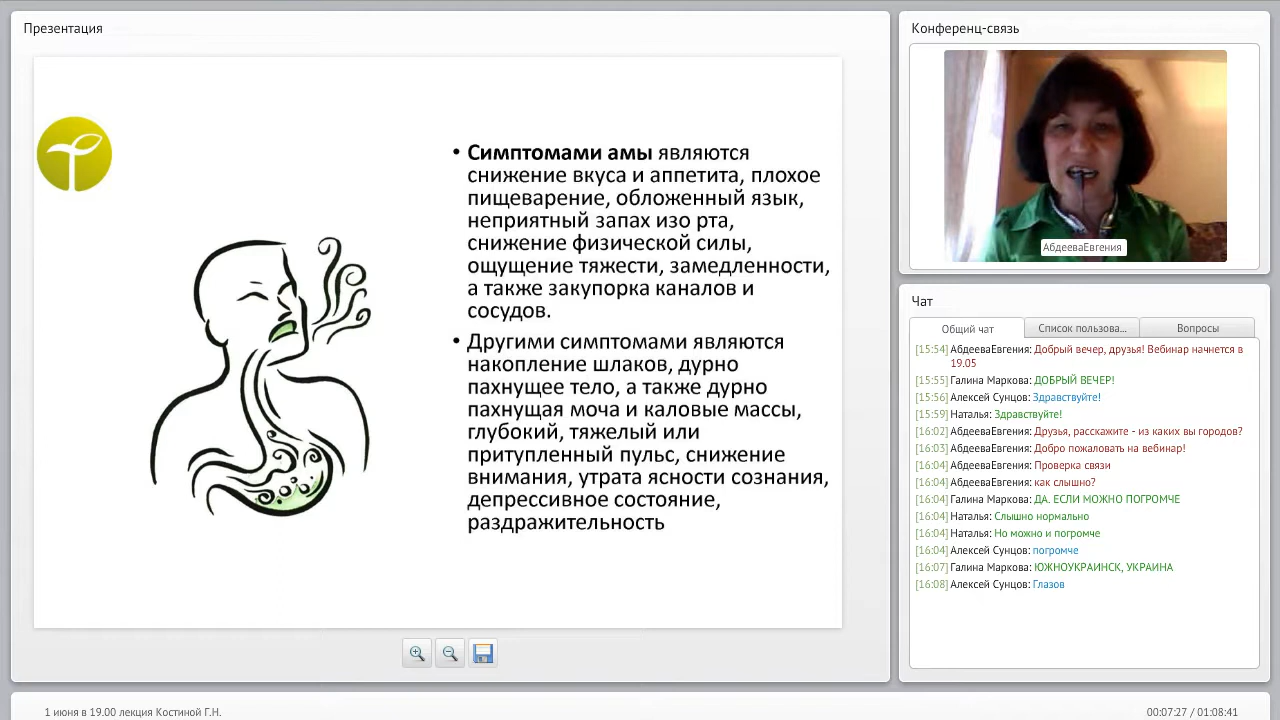 Презентация
• Симптомами амы являются
снижение вкуса и аппетита, плохое
пищеварение, обложенный язык,
неприятный запах изо рта,
снижение физической силы,
ощущение тяжести, замедленности,
а также закупорка каналов и
сосудов.
• Другими симптомами являются
накопление шлаков, дурно
пахнущее тело, а также дурно
пахнущая моча и каловые массы,
глубокий, тяжелый или
притупленный пульс, снижение
внимания, утрата ясности сознания,
депрессивное состояние,
раздражительность
Конференц-связь
АбдееваЕвгения
Чат
Общий чат
Список пользова...
Вопросы
[15:54] АбдееваЕвгения: Добрый вечер, друзья! Вебинар начнется в
19.05
[15:55] Галина Маркова: ДОБРЫЙ ВЕЧЕР!
[15:56] Алексей Сунцов: Здравствуйте!
[15:59] Наталья: Здравствуйте!
[16:02] АбдееваЕвгения: Друзья, расскажите - из каких вы городов?
[16:03] АбдееваЕвгения: Добро пожаловать на вебинар!
[16:04] АбдееваЕвгения: Проверка связи
[16:04] АбдееваЕвгения: как слышно?
[16:04] Галина Маркова: ДА. ЕСЛИ МОЖНО ПОГРОМЧЕ
[16:04] Наталья: Слышно нормально
[16:04] Наталья: Но можно и погромче
[16:04] Алексей Сунцов: погромче
[16:07] Галина Маркова: ЮЖНОУКРАИНСК, УКРАИНА
[16:08] Алексей Сунцов: Глазов
1 июня в 19.00 лекция Костиной Г.Н.
00:07:27 / 01:08:41